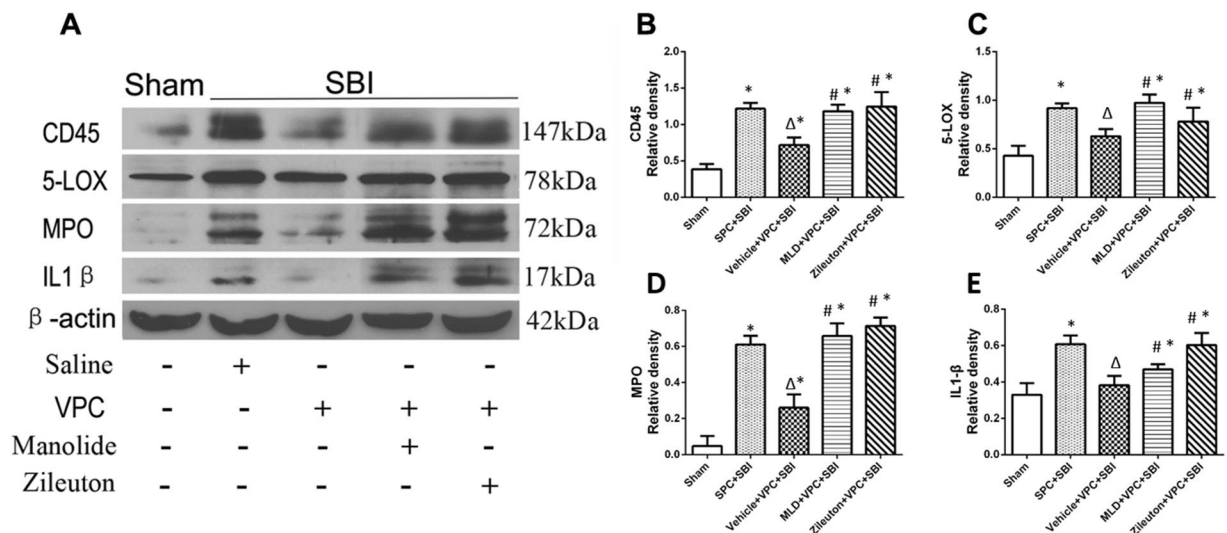 A
Sham SBI
CD45 147kDa
5-LOX 78kDa
MPO 72kDa
IL1 β 17kDa
β -actin 42kDa
Saline - + - - -
VPC - - + + +
Manolide - - - + -
Zileuton - - - - +
B
CD45
Relative density
2.0
1.5
1.0
0.5
0.0
* Δ* # * # *
Sham SPC+SBI Vehicle+VPC+SBI MLD+VPC+SBI Zileuton+VPC+SBI
C
5-LOX
Relative density
1.5
1.0
0.5
0.0
* Δ # * # *
Sham SPC+SBI Vehicle+VPC+SBI MLD+VPC+SBI Zileuton+VPC+SBI
D
MPO
Relative density
0.8
0.6
0.4
0.2
0.0
* Δ* # * # *
Sham SPC+SBI Vehicle+VPC+SBI MLD+VPC+SBI Zileuton+VPC+SBI
E
IL1-β
Relative density
0.8
0.6
0.4
0.2
0.0
* Δ # * # *
Sham SPC+SBI Vehicle+VPC+SBI MLD+VPC+SBI Zileuton+VPC+SBI